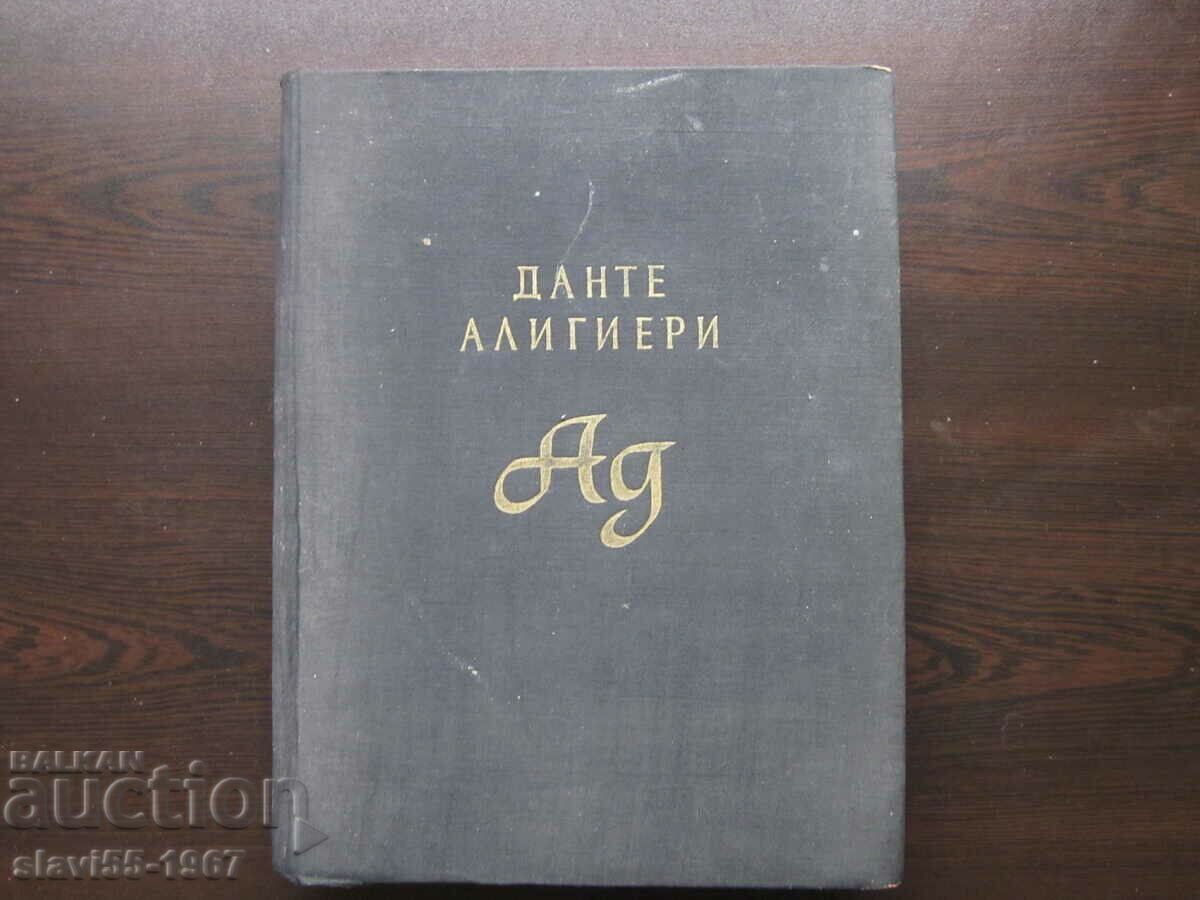 ДАНТЕ
АЛИГИЕРИ
Ад
BALKAN
auction
slavi55-1967